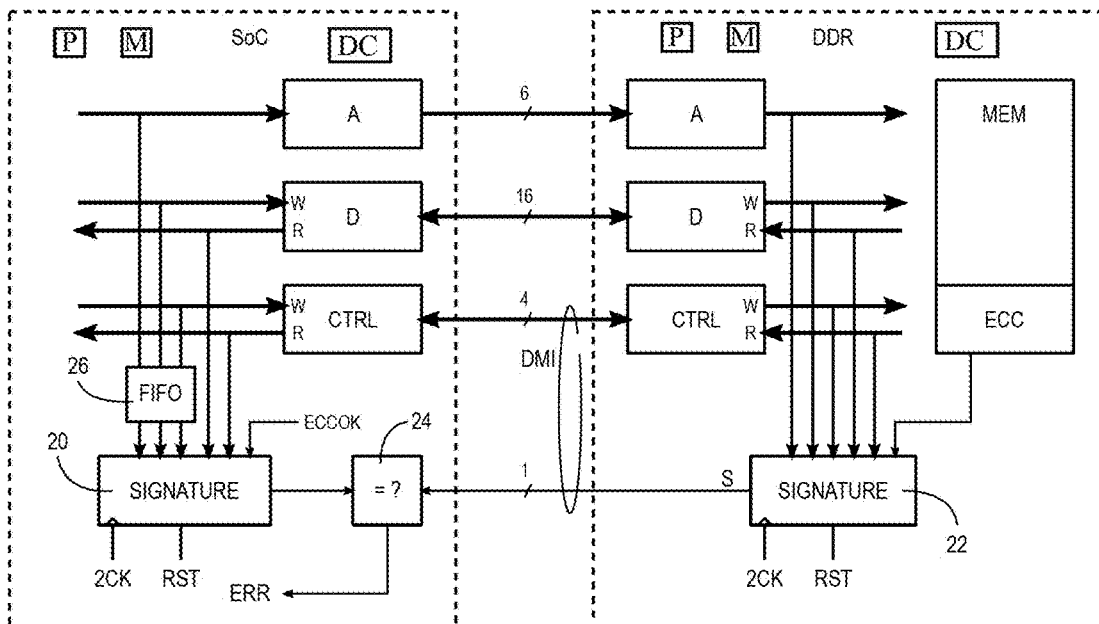 P M SoC DC
P M DDR DC
A 6 A MEM
W 16 W
D D
R R
W 4 W
CTRL CTRL ECC
R R
DMI
26 FIFO
ECCOK 24
20 SIGNATURE = ? 1 S SIGNATURE 22
2CK RST 2CK RST
ERR